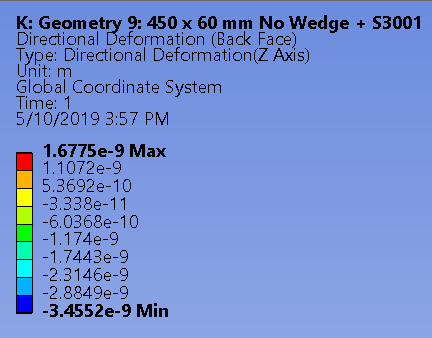 K: Geometry 9: 450 x 60 mm No Wedge + S3001
Directional Deformation (Back Face)
Type: Directional Deformation(Z Axis)
Unit: m
Global Coordinate System
Time: 1
5/10/2019 3:57 PM
1.6775e-9 Max
1.1072e-9
5.3692e-10
-3.338e-11
-6.0368e-10
-1.174e-9
-1.7443e-9
-2.3146e-9
-2.8849e-9
-3.4552e-9 Min